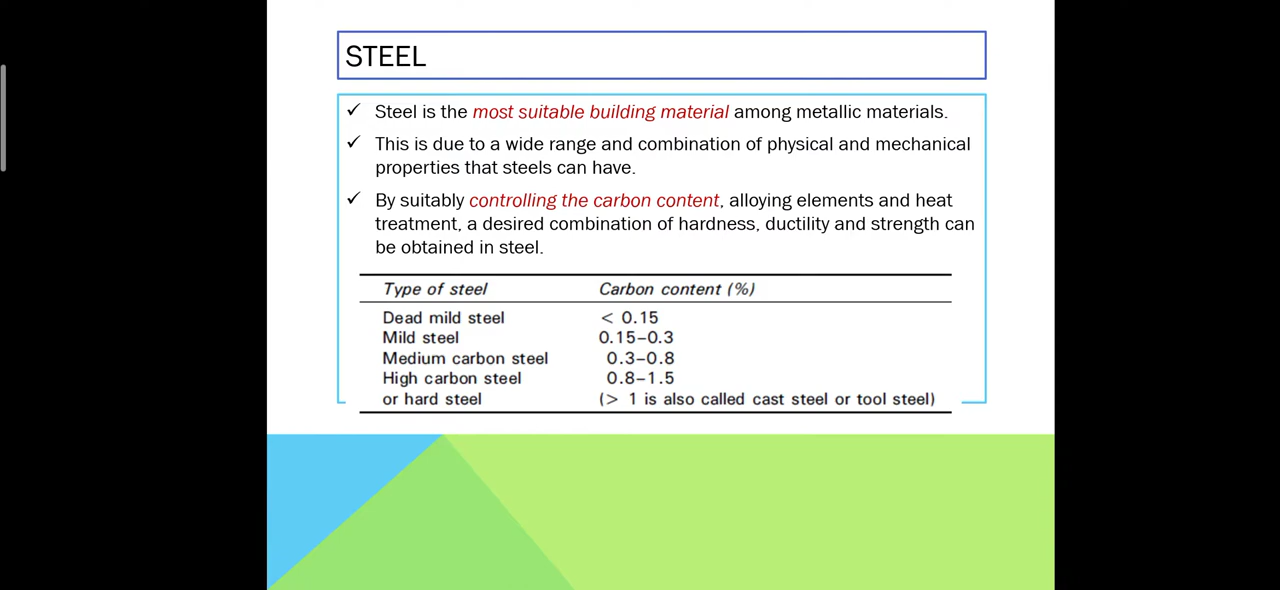 STEEL
✓ Steel is the most suitable building material among metallic materials.
✓ This is due to a wide range and combination of physical and mechanical
properties that steels can have.
✓ By suitably controlling the carbon content, alloying elements and heat
treatment, a desired combination of hardness, ductility and strength can
be obtained in steel.
Type of steel Carbon content (%)
Dead mild steel < 0.15
Mild steel 0.15–0.3
Medium carbon steel 0.3–0.8
High carbon steel 0.8–1.5
or hard steel (> 1 is also called cast steel or tool steel)